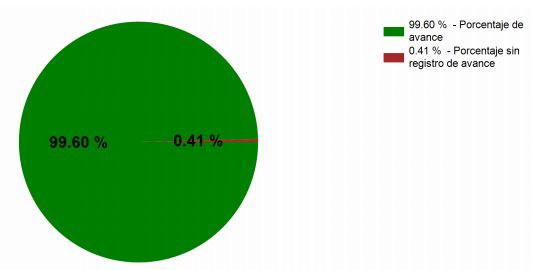 99.60 % - Porcentaje de
avance
0.41 % - Porcentaje sin
registro de avance
99.60 %
0.41 %